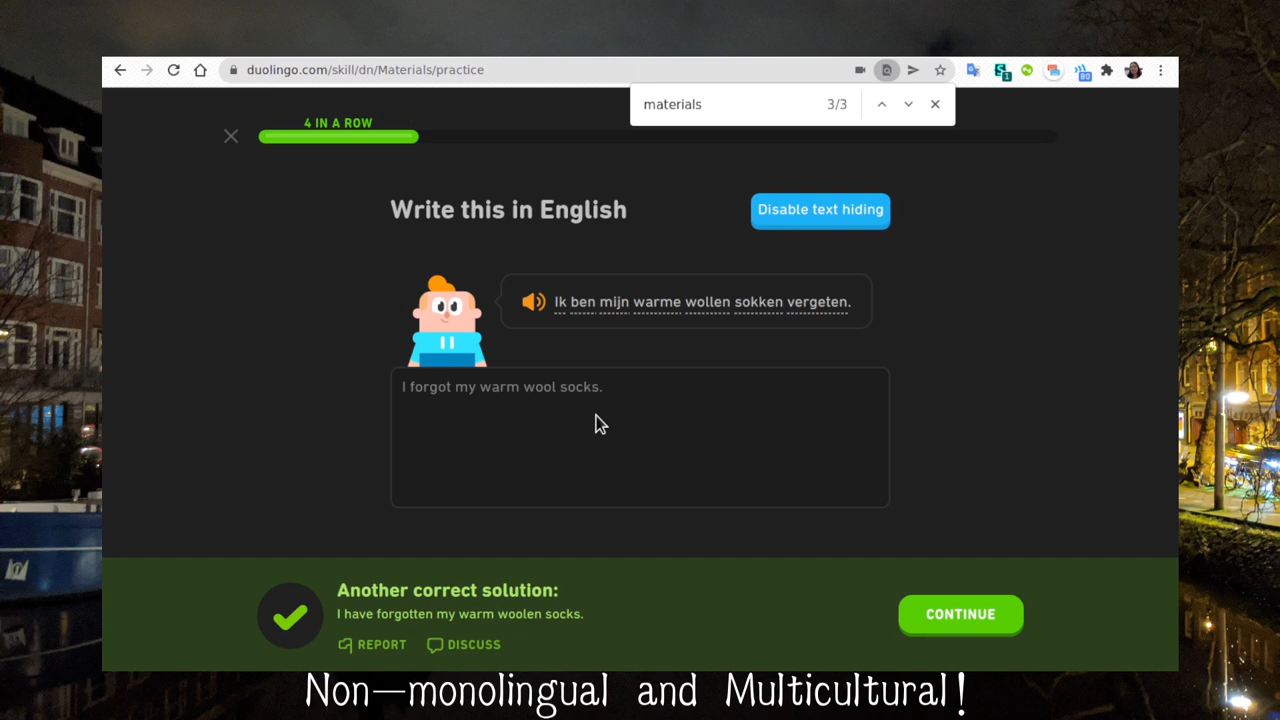 duolingo.com/skill/dn/Materials/practice
1
80
materials 3/3
4 IN A ROW
Write this in English
Disable text hiding
Ik ben mijn warme wollen sokken vergeten.
I forgot my warm wool socks.
Another correct solution:
I have forgotten my warm woolen socks.
REPORT DISCUSS
CONTINUE
Non-monolingual and Multicultural!